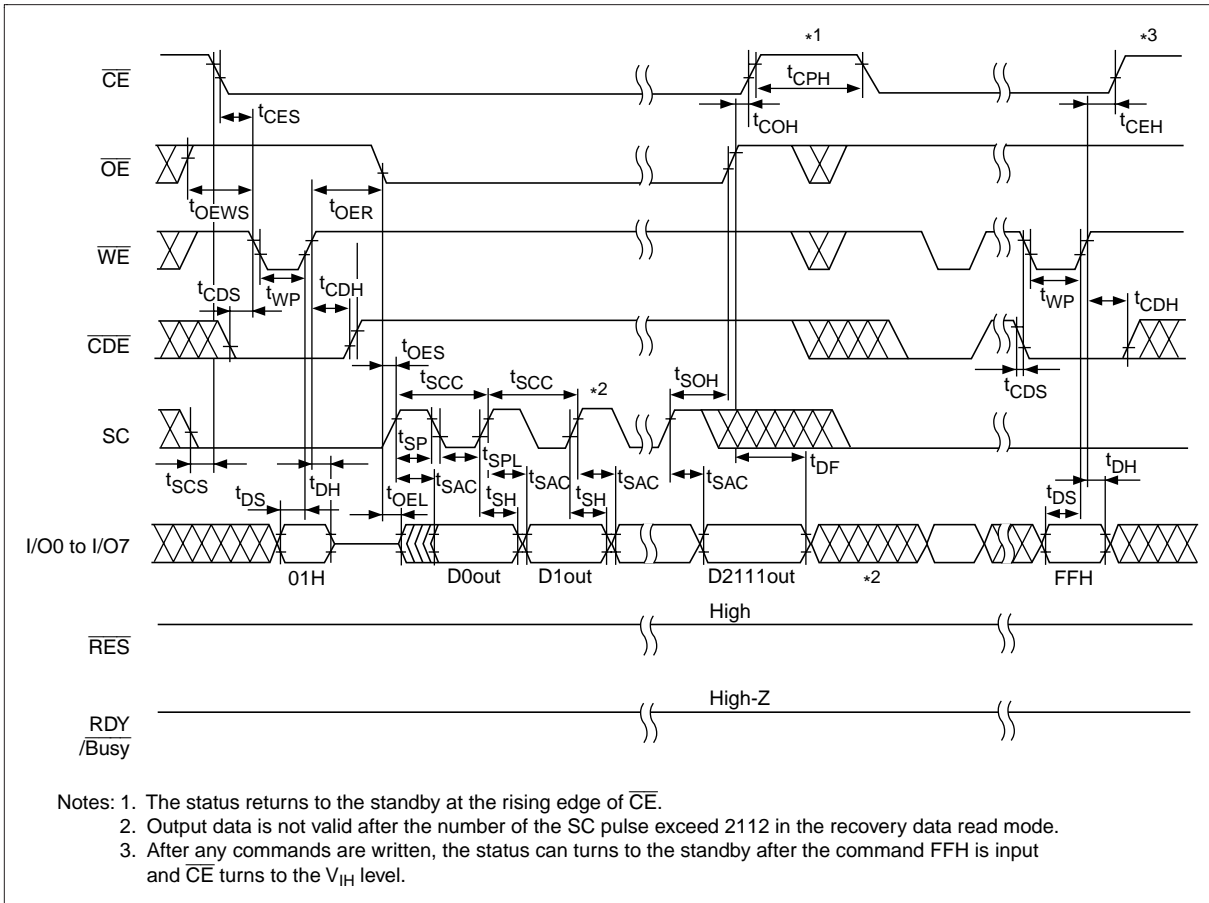 *1
*3
CE
tCPH
tCES
tCOH
tCEH
OE
tOEWS
tOER
WE
tCDS
tWP
tCDH
tWP
tCDH
CDE
tOES
tSCC
tSCC
*2
tSOH
tCDS
SC
tSP
tSPL
tDF
tSCS
tDS
tDH
tOEL
tSAC
tSH
tSAC
tSH
tSAC
tSAC
tDS
tDH
I/O0 to I/O7
01H
D0out
D1out
D2111out
*2
FFH
High
RES
High-Z
RDY
/Busy
Notes: 1. The status returns to the standby at the rising edge of CE.
2. Output data is not valid after the number of the SC pulse exceed 2112 in the recovery data read mode.
3. After any commands are written, the status can turns to the standby after the command FFH is input
and CE turns to the VIH level.